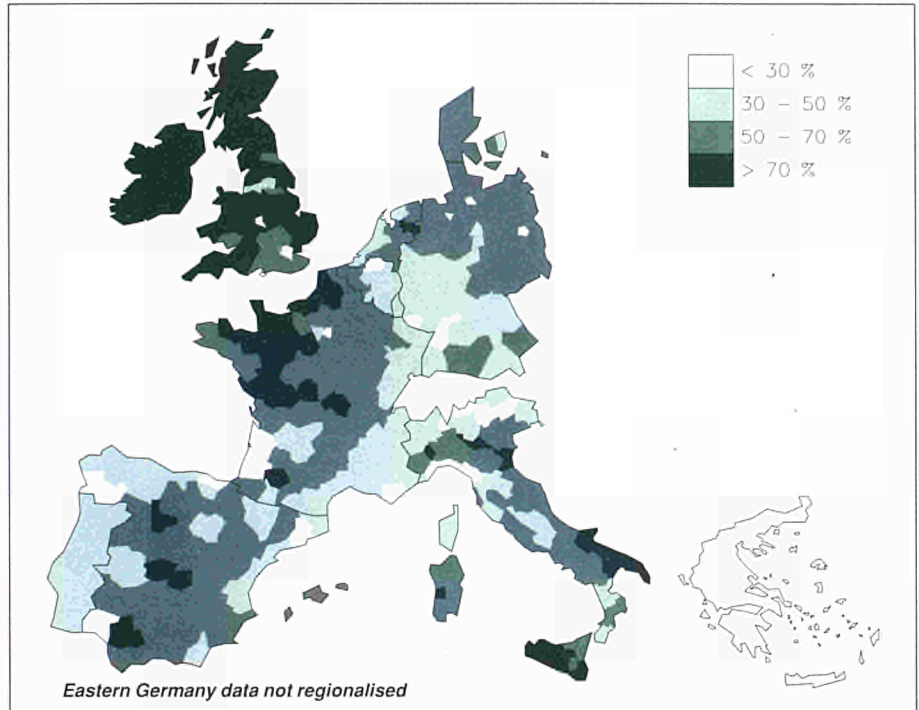 < 30 %
30 – 50 %
50 – 70 %
> 70 %
Eastern Germany data not regionalised